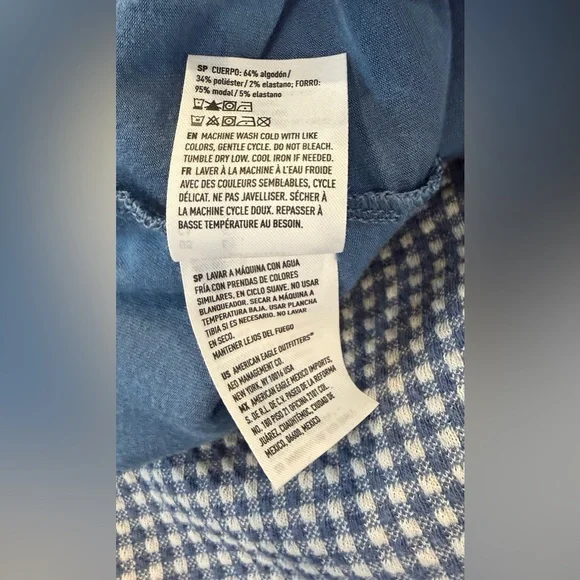 SP CUERPO: 64% algodón/
34% poliéster/ 2% elastano; FORRO:
95% modal/ 5% elastano
EN MACHINE WASH COLD WITH LIKE
COLORS, GENTLE CYCLE. DO NOT BLEACH.
TUMBLE DRY LOW. COOL IRON IF NEEDED.
FR LAVER À LA MACHINE À L'EAU FROIDE
AVEC DES COULEURS SEMBLABLES, CYCLE
DÉLICAT. NE PAS JAVELLISER. SÉCHER À
LA MACHINE CYCLE DOUX. REPASSER À
BASSE TEMPÉRATURE AU BESOIN.
SP LAVAR A MÁQUINA CON AGUA
FRÍA CON PRENDAS DE COLORES
SIMILARES, EN CICLO SUAVE. NO USAR
BLANQUEADOR. SECAR A MÁQUINA A
TEMPERATURA BAJA. USAR PLANCHA
TIBIA SI ES NECESARIO. NO LAVAR
EN SECO.
MANTENER LEJOS DEL FUEGO
US AMERICAN EAGLE OUTFITTERS®
AEO MANAGEMENT CO.
NEW YORK, NY 10016 USA
MX AMERICAN EAGLE MEXICO IMPORTS,
S. DE R.L. DE C.V. PASEO DE LA REFORMA
NO. 180 PISO 21 OFICINA 2101 COL.
JUÁREZ, CUAUHTÉMOC, CIUDAD DE
MEXICO, 06600, MEXICO